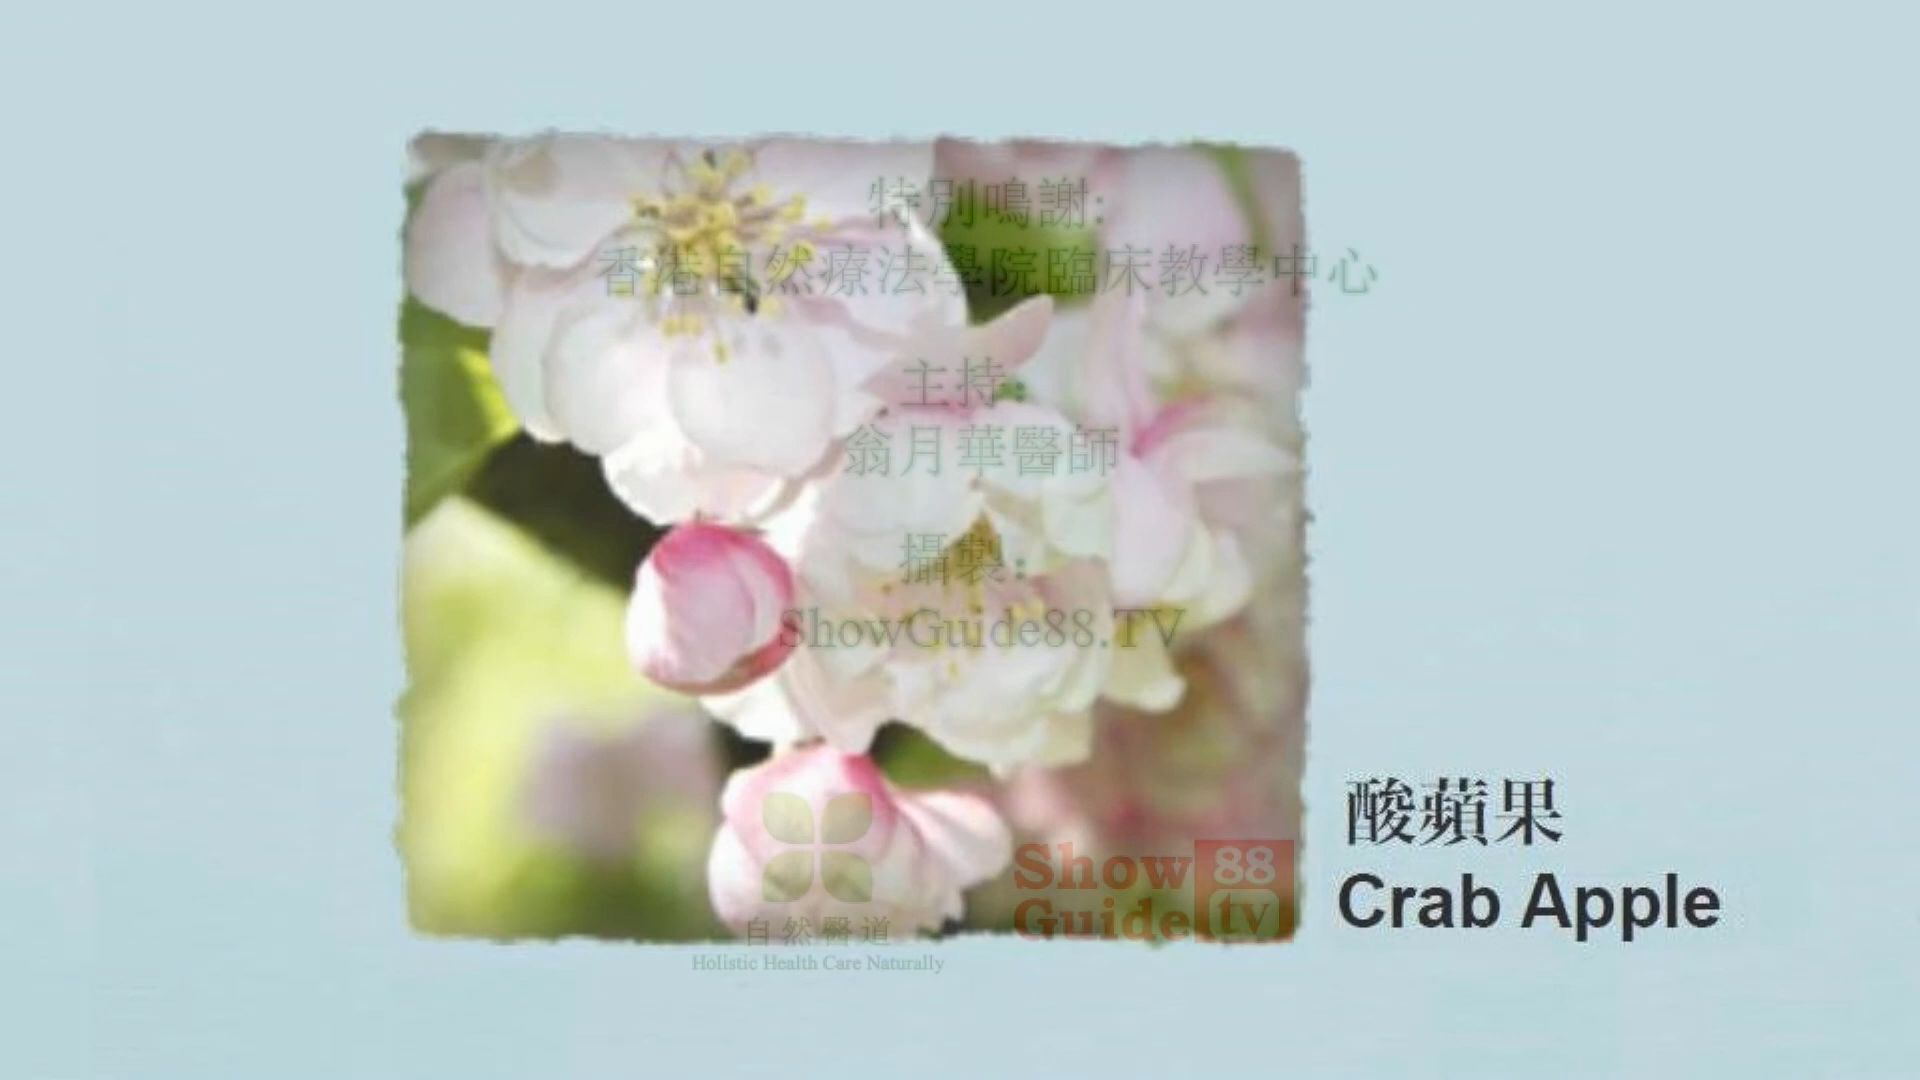 特別鳴謝:
香港自然療法學院臨床教學中心
主持:
翁月華醫師
攝製:
ShowGuide88.TV
酸蘋果
Crab Apple
Show 88
Guide tv
自然醫道
Holistic Health Care Naturally